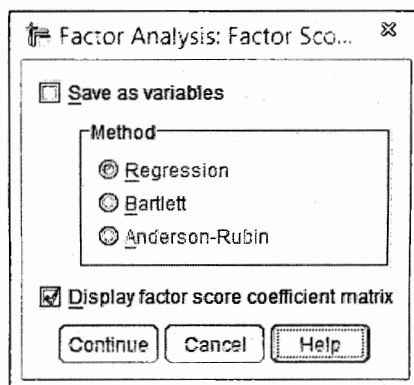 Factor Analysis: Factor Sco...
Save as variables
Method
Regression
Bartlett
Anderson-Rubin
Display factor score coefficient matrix
Continue Cancel Help